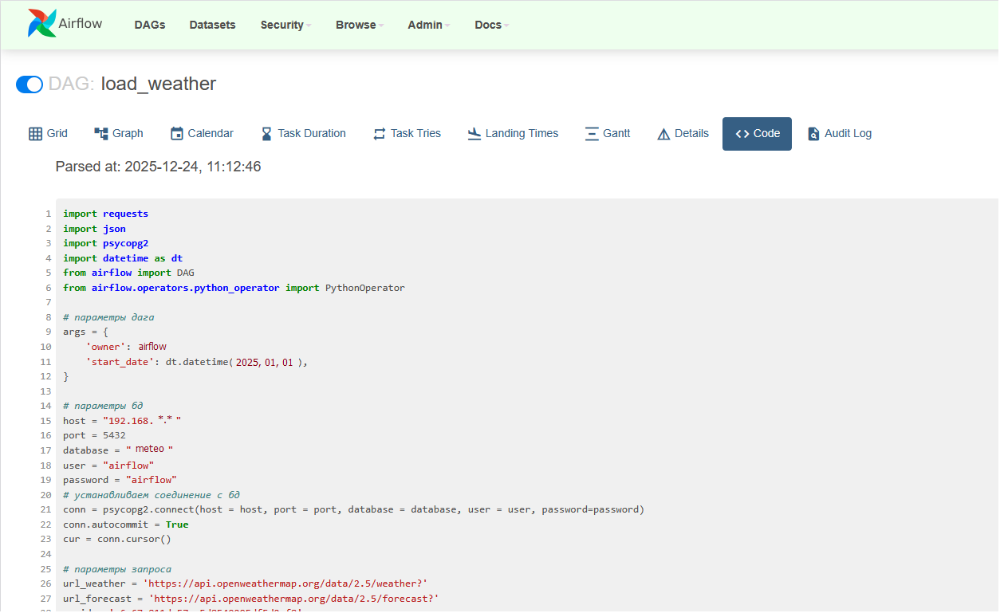 Airflow DAGs Datasets Security Browse Admin Docs
DAG: load_weather
Grid Graph Calendar Task Duration Task Tries Landing Times Gantt Details <> Code Audit Log
Parsed at: 2025-12-24, 11:12:46
1 import requests
2 import json
3 import psycopg2
4 import datetime as dt
5 from airflow import DAG
6 from airflow.operators.python_operator import PythonOperator
7
8 # параметры дага
9 args = {
10 'owner': airflow
11 'start_date': dt.datetime( 2025, 01, 01 ),
12 }
13
14 # параметры бд
15 host = "192.168. *.* "
16 port = 5432
17 database = " meteo "
18 user = "airflow"
19 password = "airflow"
20 # устанавливаем соединение с бд
21 conn = psycopg2.connect(host = host, port = port, database = database, user = user, password=password)
22 conn.autocommit = True
23 cur = conn.cursor()
24
25 # параметры запроса
26 url_weather = 'https://api.openweathermap.org/data/2.5/weather?'
27 url_forecast = 'https://api.openweathermap.org/data/2.5/forecast?'